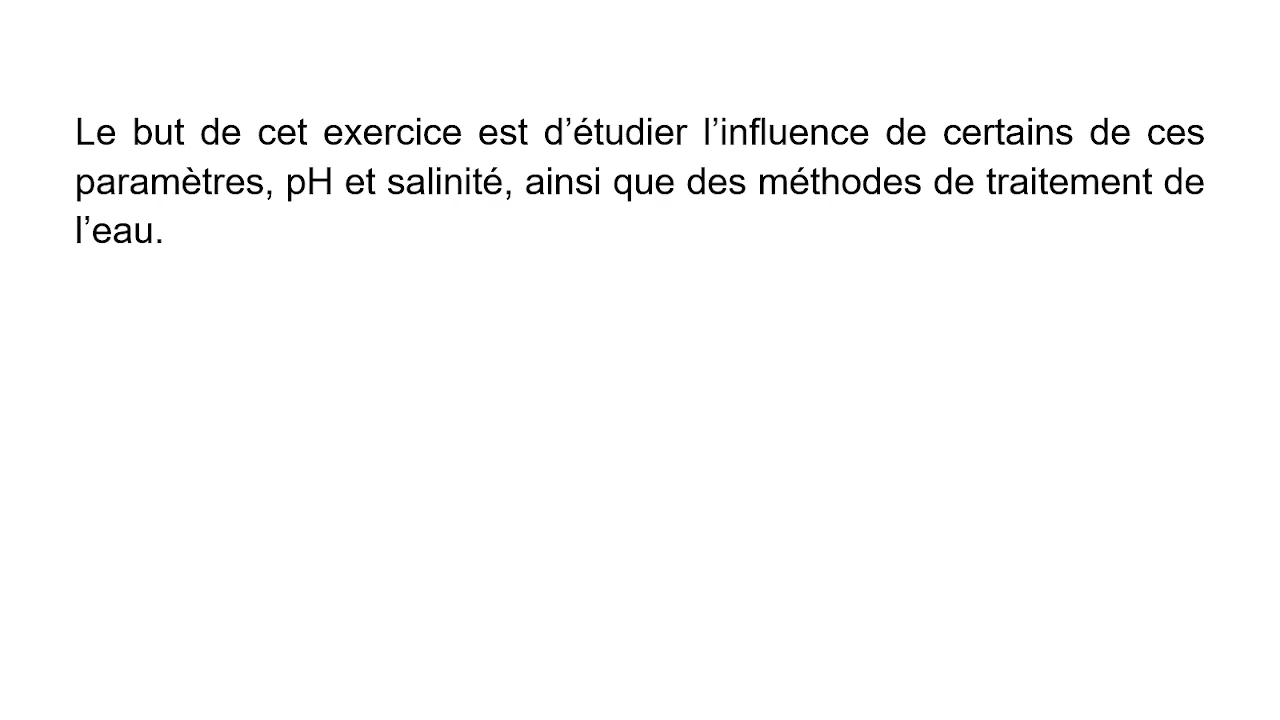 Le but de cet exercice est d’étudier l’influence de certains de ces
paramètres, pH et salinité, ainsi que des méthodes de traitement de
l’eau.